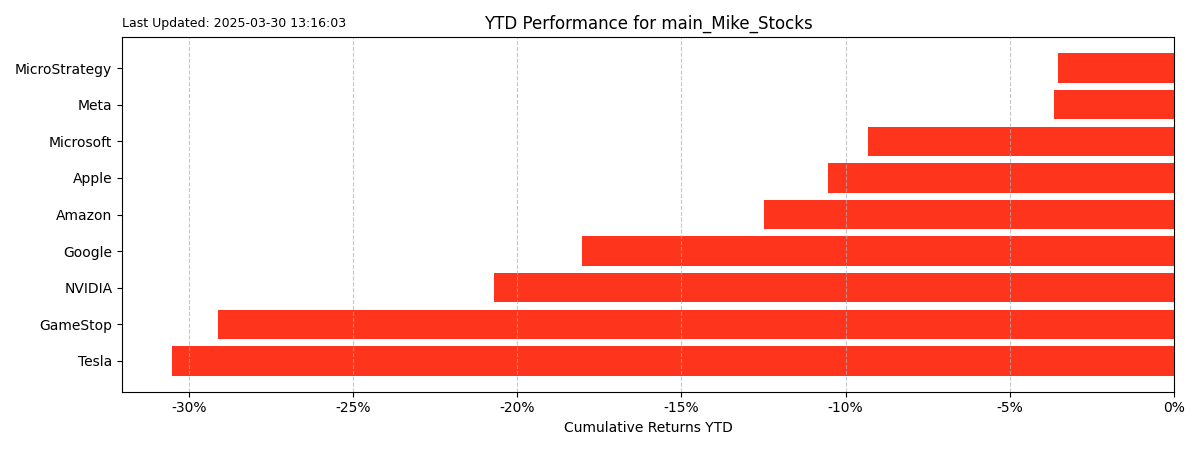 Last Updated: 2025-03-30 13:16:03
YTD Performance for main_Mike_Stocks
MicroStrategy
Meta
Microsoft
Apple
Amazon
Google
NVIDIA
GameStop
Tesla
-30% -25% -20% -15% -10% -5% 0%
Cumulative Returns YTD